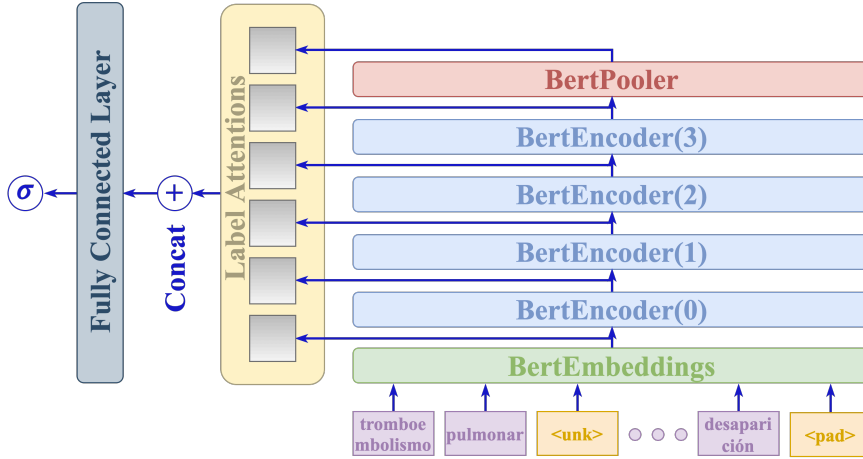 BertPooler
BertEncoder(3)
BertEncoder(2)
BertEncoder(1)
BertEncoder(0)
BertEmbeddings
Label Attentions
+
Concat
Fully Connected Layer
σ
tromboe
mbolismo
pulmonar
<unk>
desapari
ción
<pad>